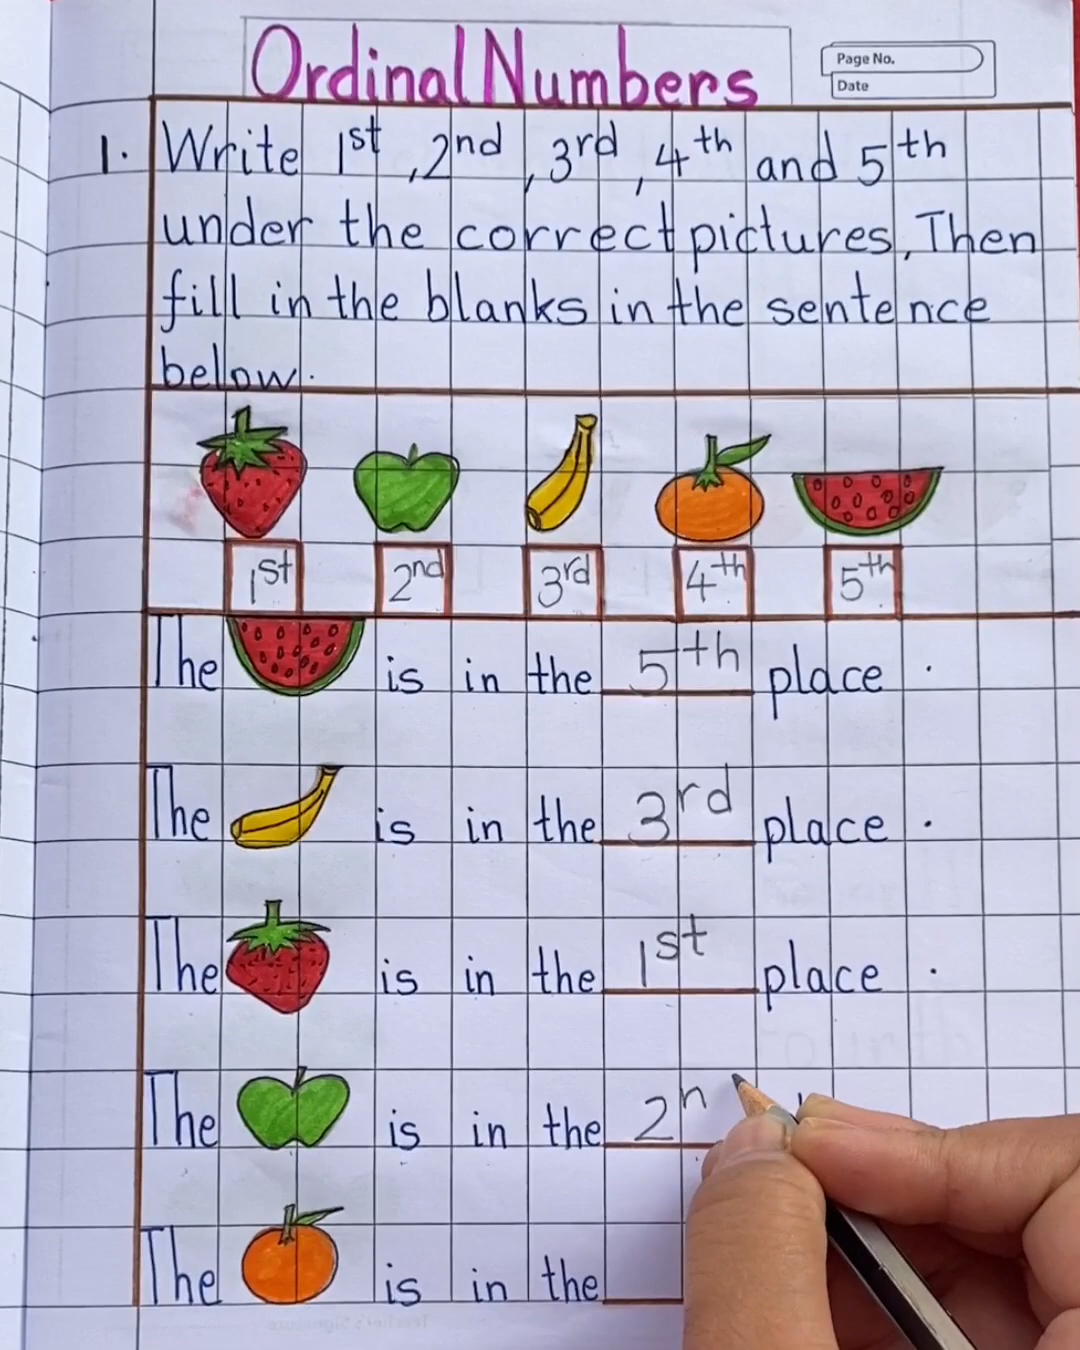 Ordinal Numbers
Page No.
Date
1. Write 1st, 2nd, 3rd, 4th and 5th
under the correct pictures, Then
fill in the blanks in the sentence
below.
1st 2nd 3rd 4th 5th
The is in the 5th place.
The is in the 3rd place.
The is in the 1st place.
The is in the 2n
The is in the